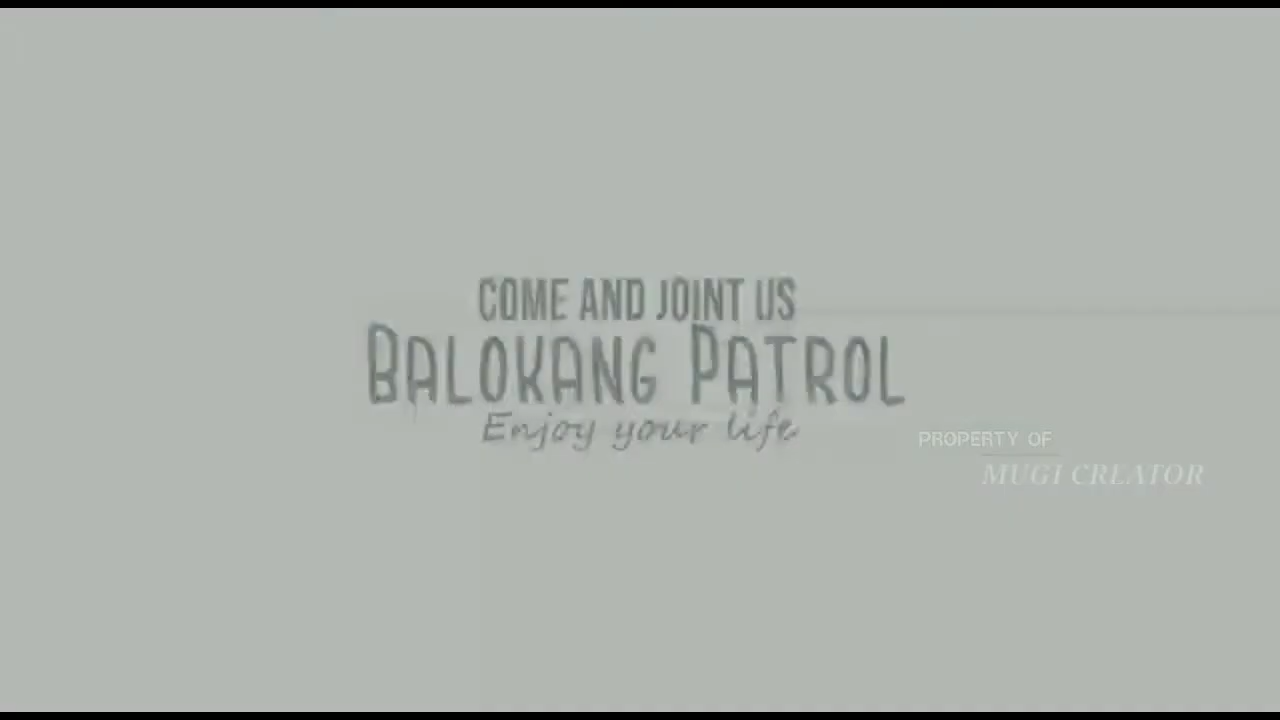 COME AND JOINT US
BALOKANG PATROL
Enjoy your life
PROPERTY OF
MUGI CREATOR